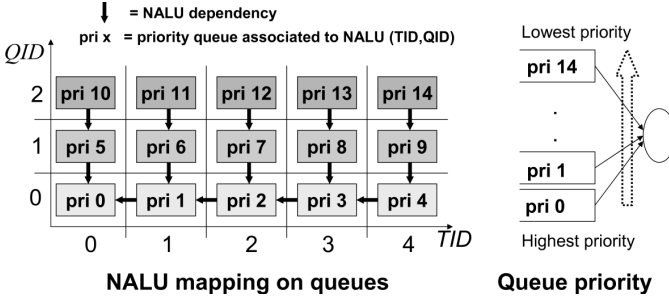 = NALU dependency
pri x = priority queue associated to NALU (TID,QID)
QID
2 pri 10 pri 11 pri 12 pri 13 pri 14
1 pri 5 pri 6 pri 7 pri 8 pri 9
0 pri 0 pri 1 pri 2 pri 3 pri 4
0 1 2 3 4 TID
NALU mapping on queues
Lowest priority
pri 14
.
.
pri 1
pri 0
Highest priority
Queue priority